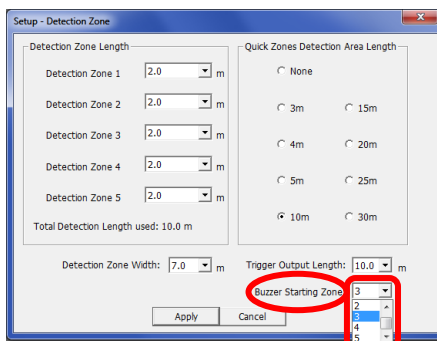 Setup - Detection Zone
Detection Zone Length
Detection Zone 1 2.0 m
Detection Zone 2 2.0 m
Detection Zone 3 2.0 m
Detection Zone 4 2.0 m
Detection Zone 5 2.0 m
Total Detection Length used: 10.0 m
Quick Zones Detection Area Length
None
3m 15m
4m 20m
5m 25m
10m 30m
Detection Zone Width: 7.0 m
Trigger Output Length: 10.0 m
Buzzer Starting Zone 3
2
3
4
5
Apply Cancel